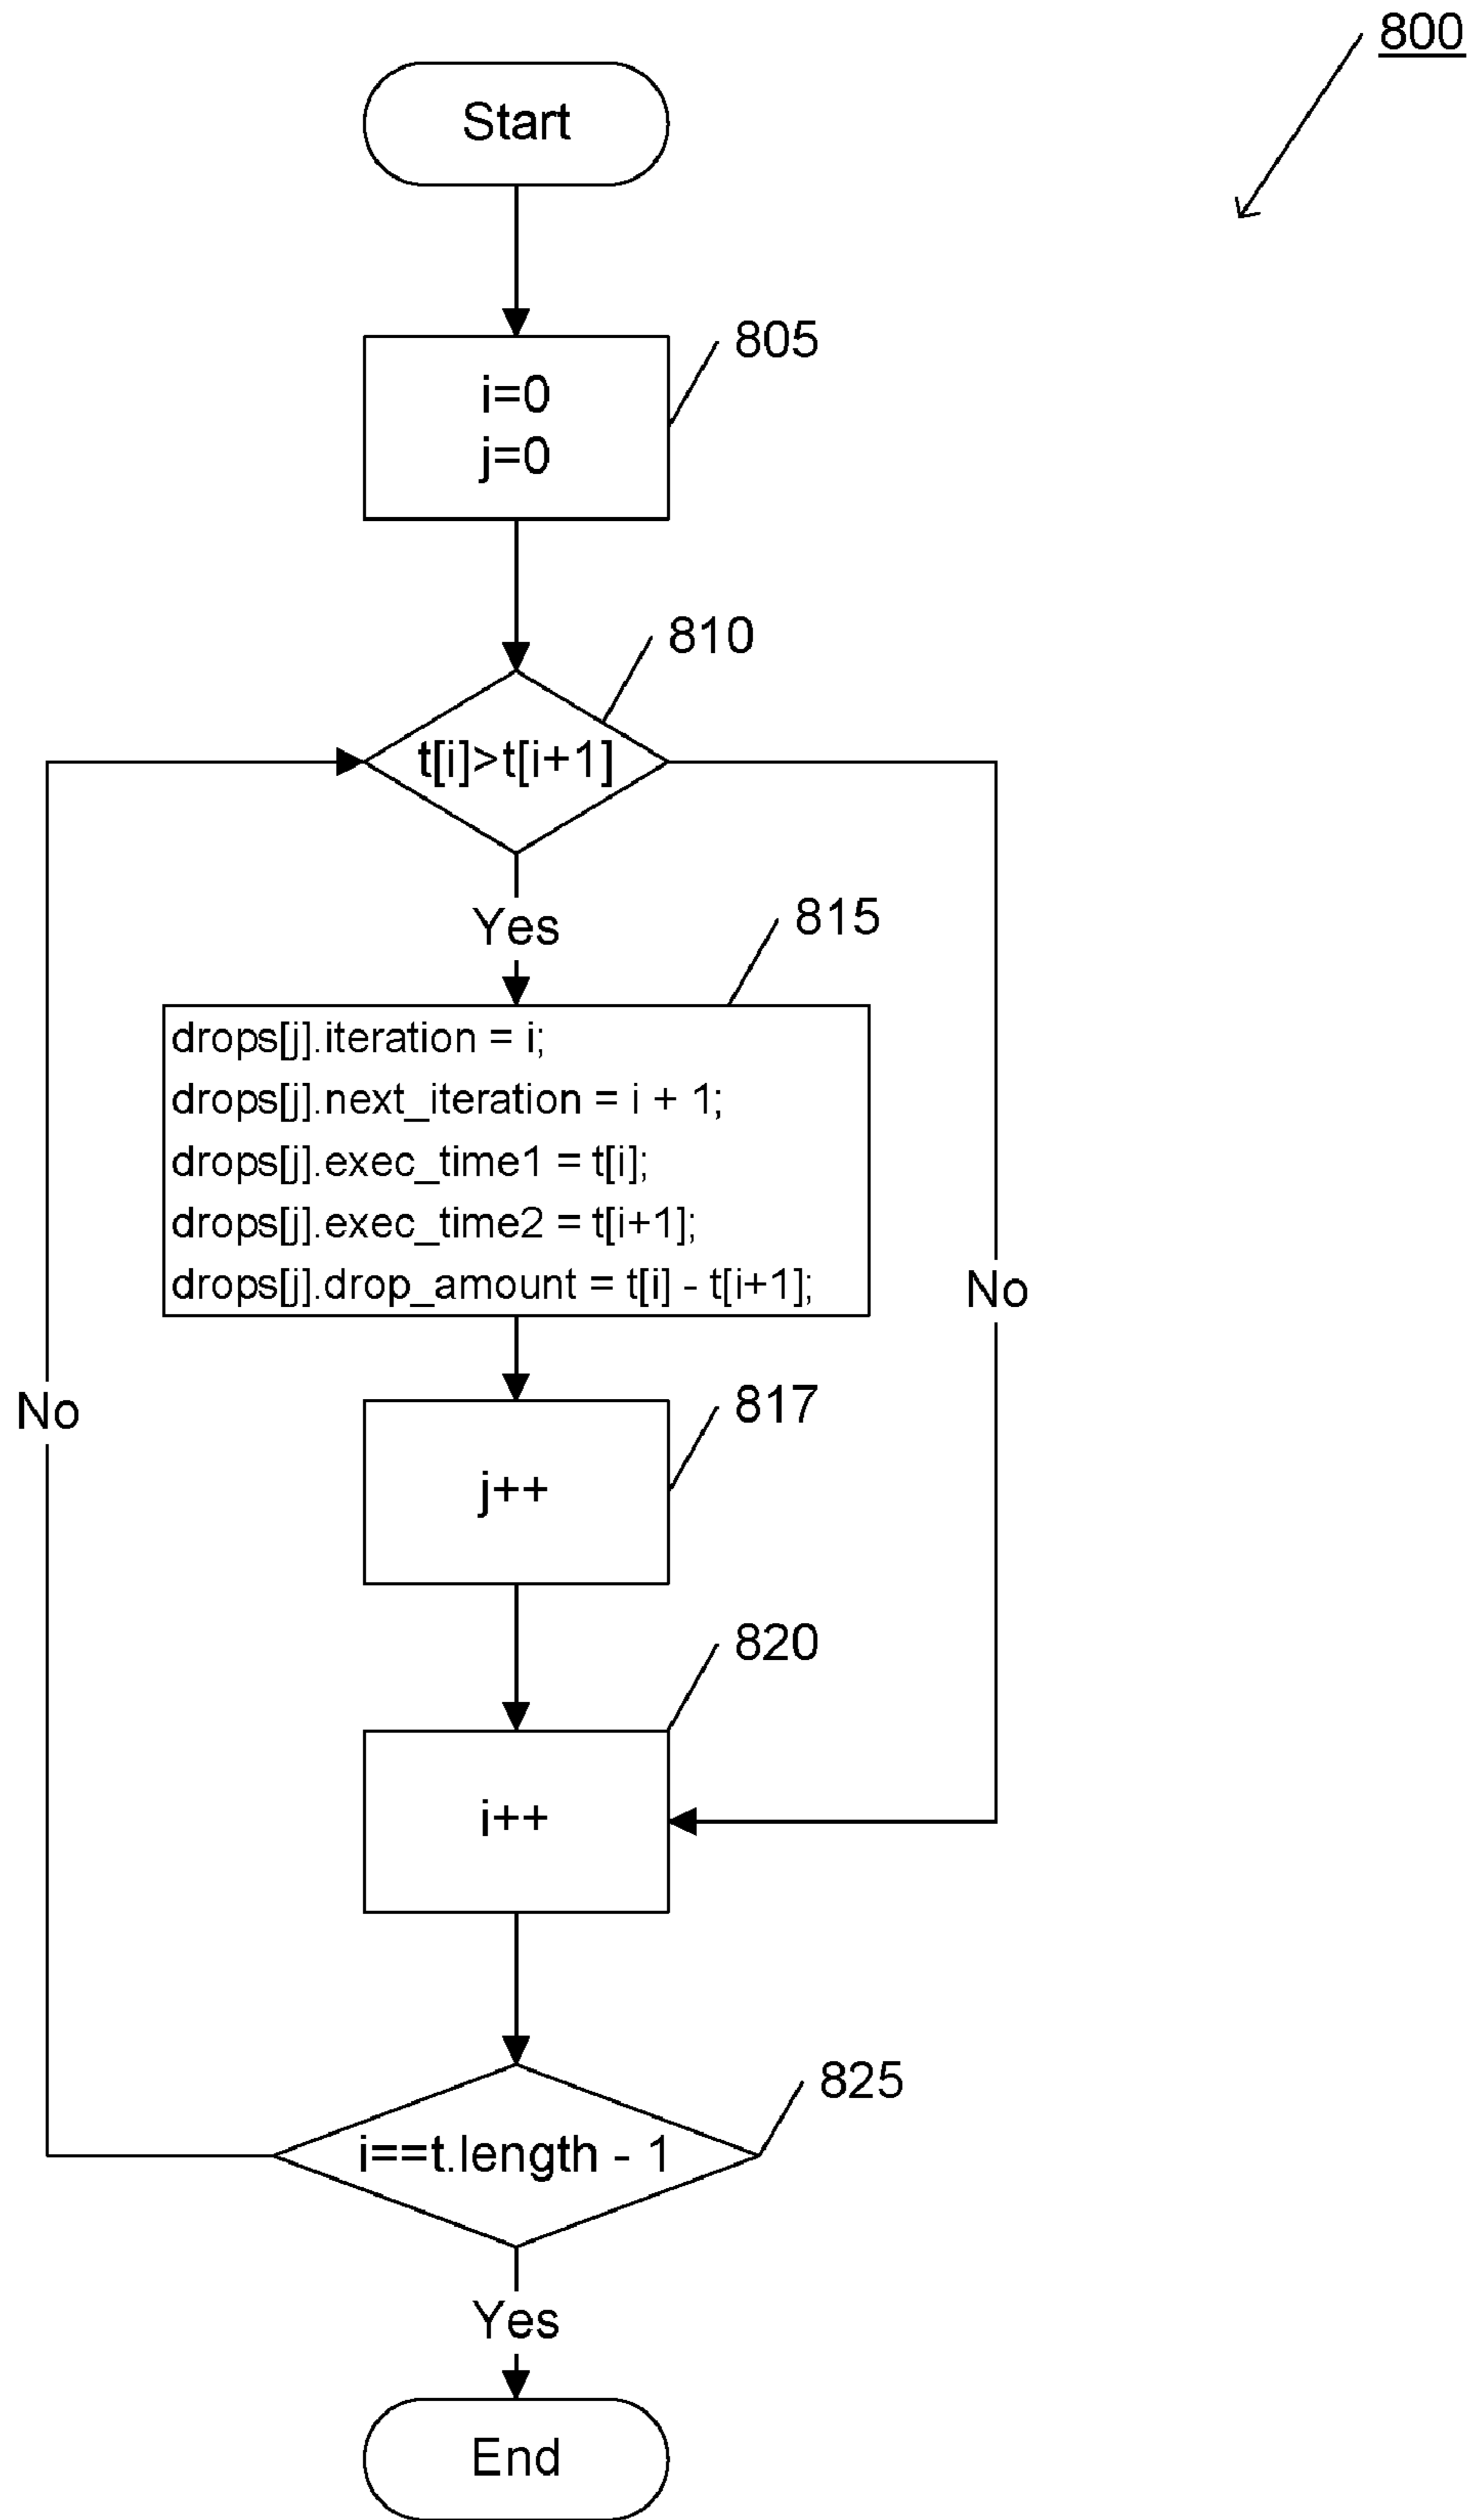 800
Start
805
i=0
j=0
810
t[i]>t[i+1]
Yes
815
drops[j].iteration = i;
drops[j].next_iteration = i + 1;
drops[j].exec_time1 = t[i];
drops[j].exec_time2 = t[i+1];
drops[j].drop_amount = t[i] - t[i+1];
No
No
817
j++
820
i++
825
i==t.length - 1
Yes
End